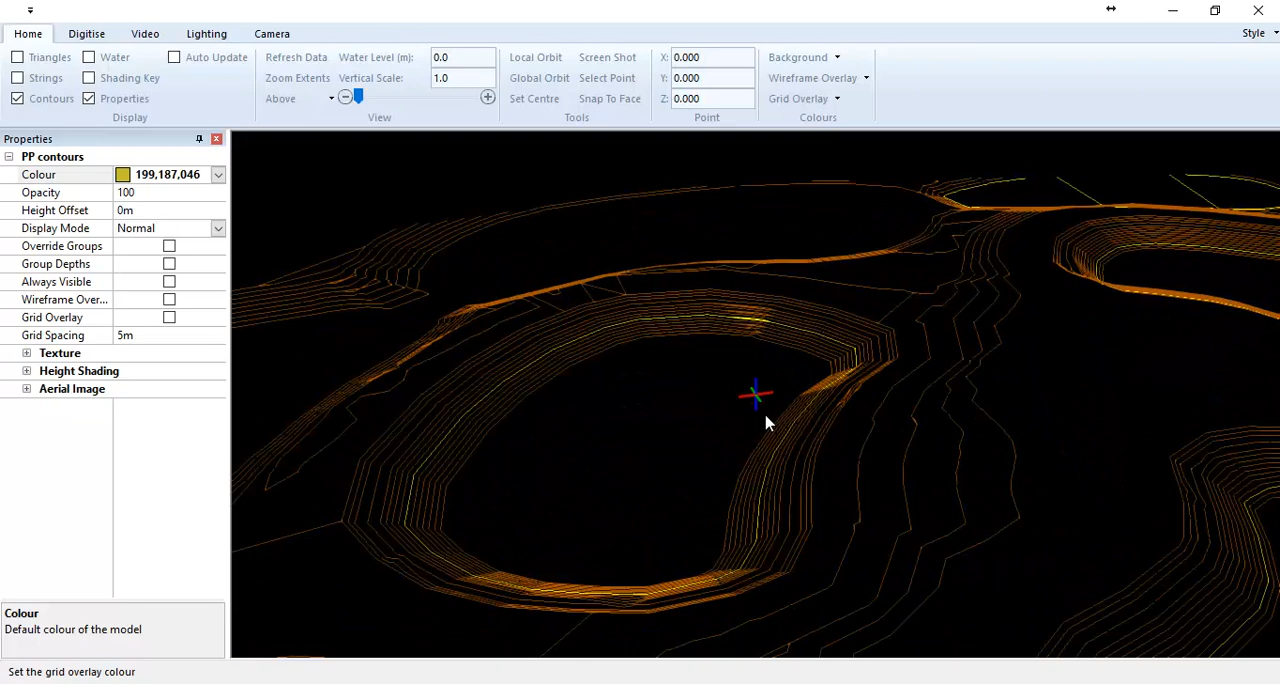 Home Digitise Video Lighting Camera Style
Triangles Water Auto Update Refresh Data Water Level (m): 0.0 Local Orbit Screen Shot X: 0.000 Background
Strings Shading Key Zoom Extents Vertical Scale: 1.0 Global Orbit Select Point Y: 0.000 Wireframe Overlay
Contours Properties Above Set Centre Snap To Face Z: 0.000 Grid Overlay
Display View Tools Point Colours
Properties
PP contours
Colour 199,187,046
Opacity 100
Height Offset 0m
Display Mode Normal
Override Groups
Group Depths
Always Visible
Wireframe Over...
Grid Overlay
Grid Spacing 5m
Texture
Height Shading
Aerial Image
Colour
Default colour of the model
Set the grid overlay colour